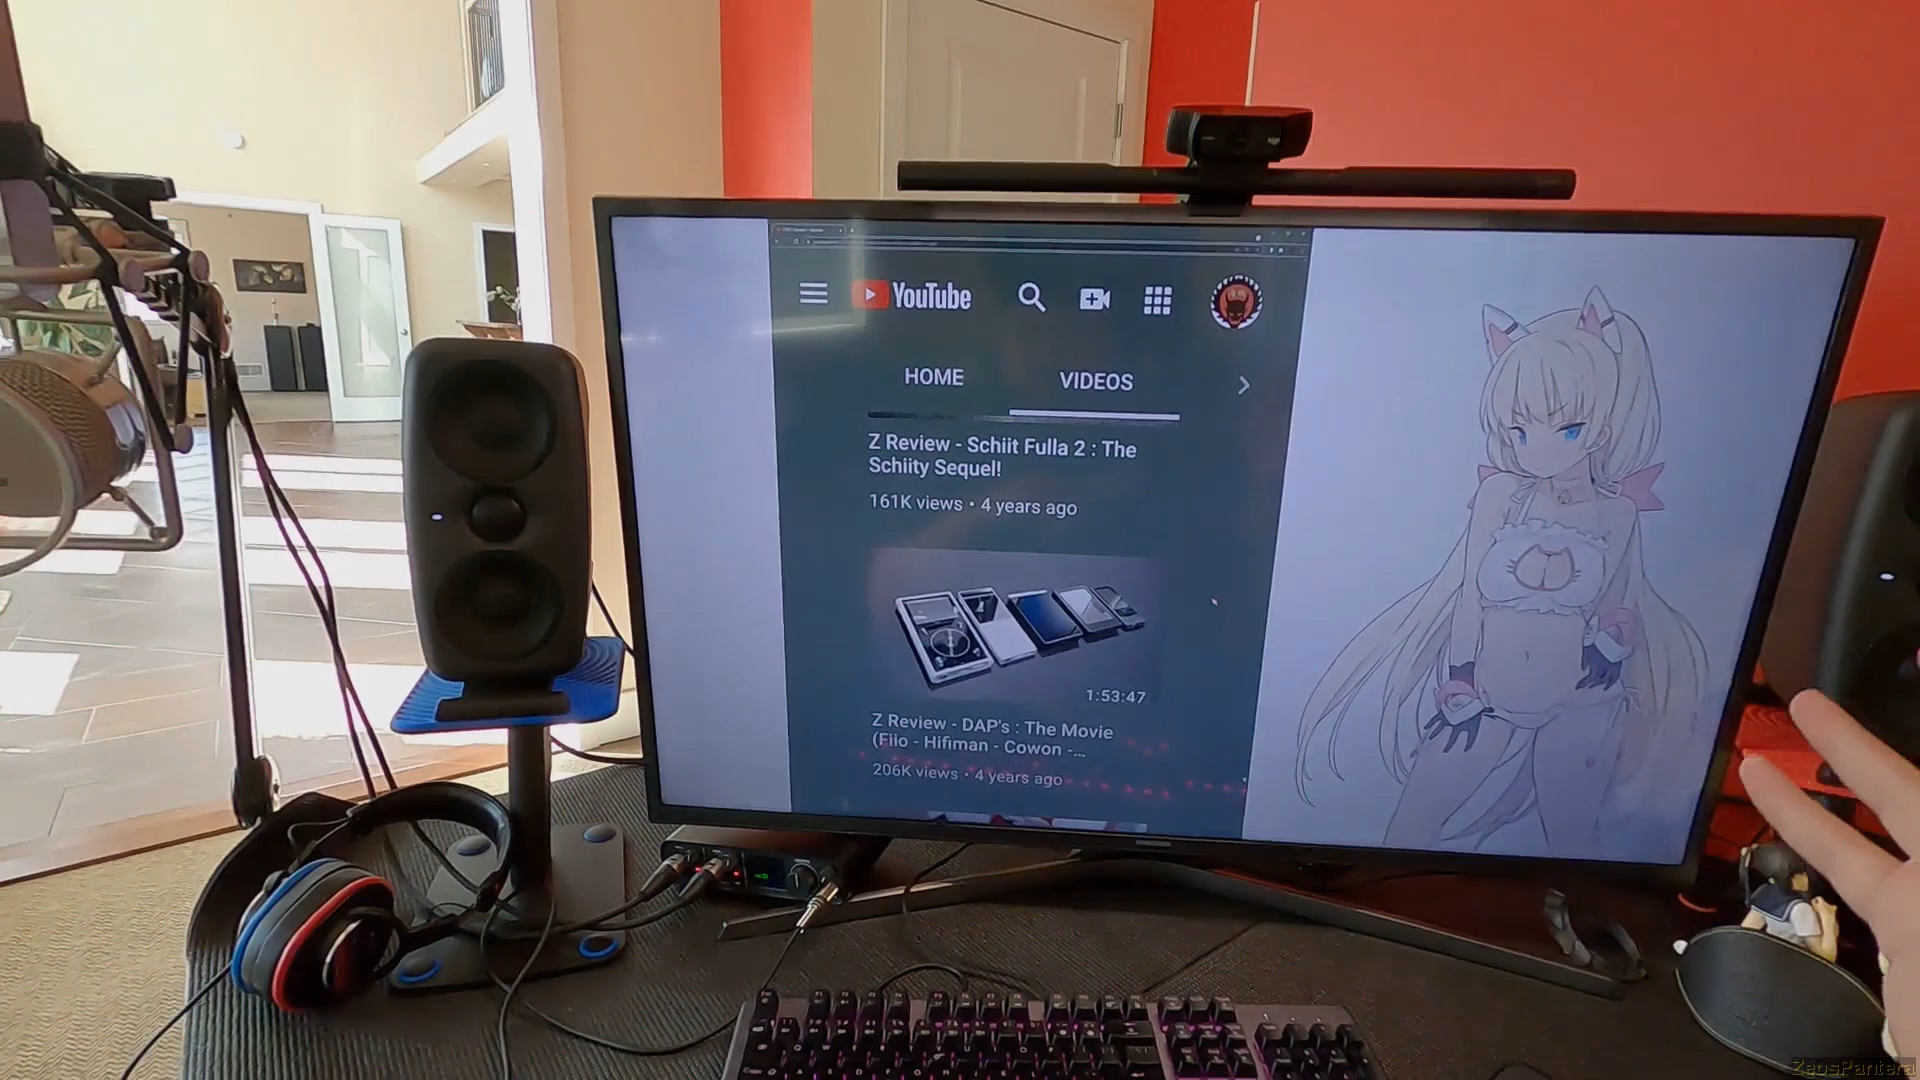 YouTube
HOME
VIDEOS
Z Review - Schiit Fulla 2 : The
Schiity Sequel!
161K views • 4 years ago
1:53:47
Z Review - DAP's : The Movie
(Fiio - Hifiman - Cowon -...
206K views • 4 years ago
ZeosPantera